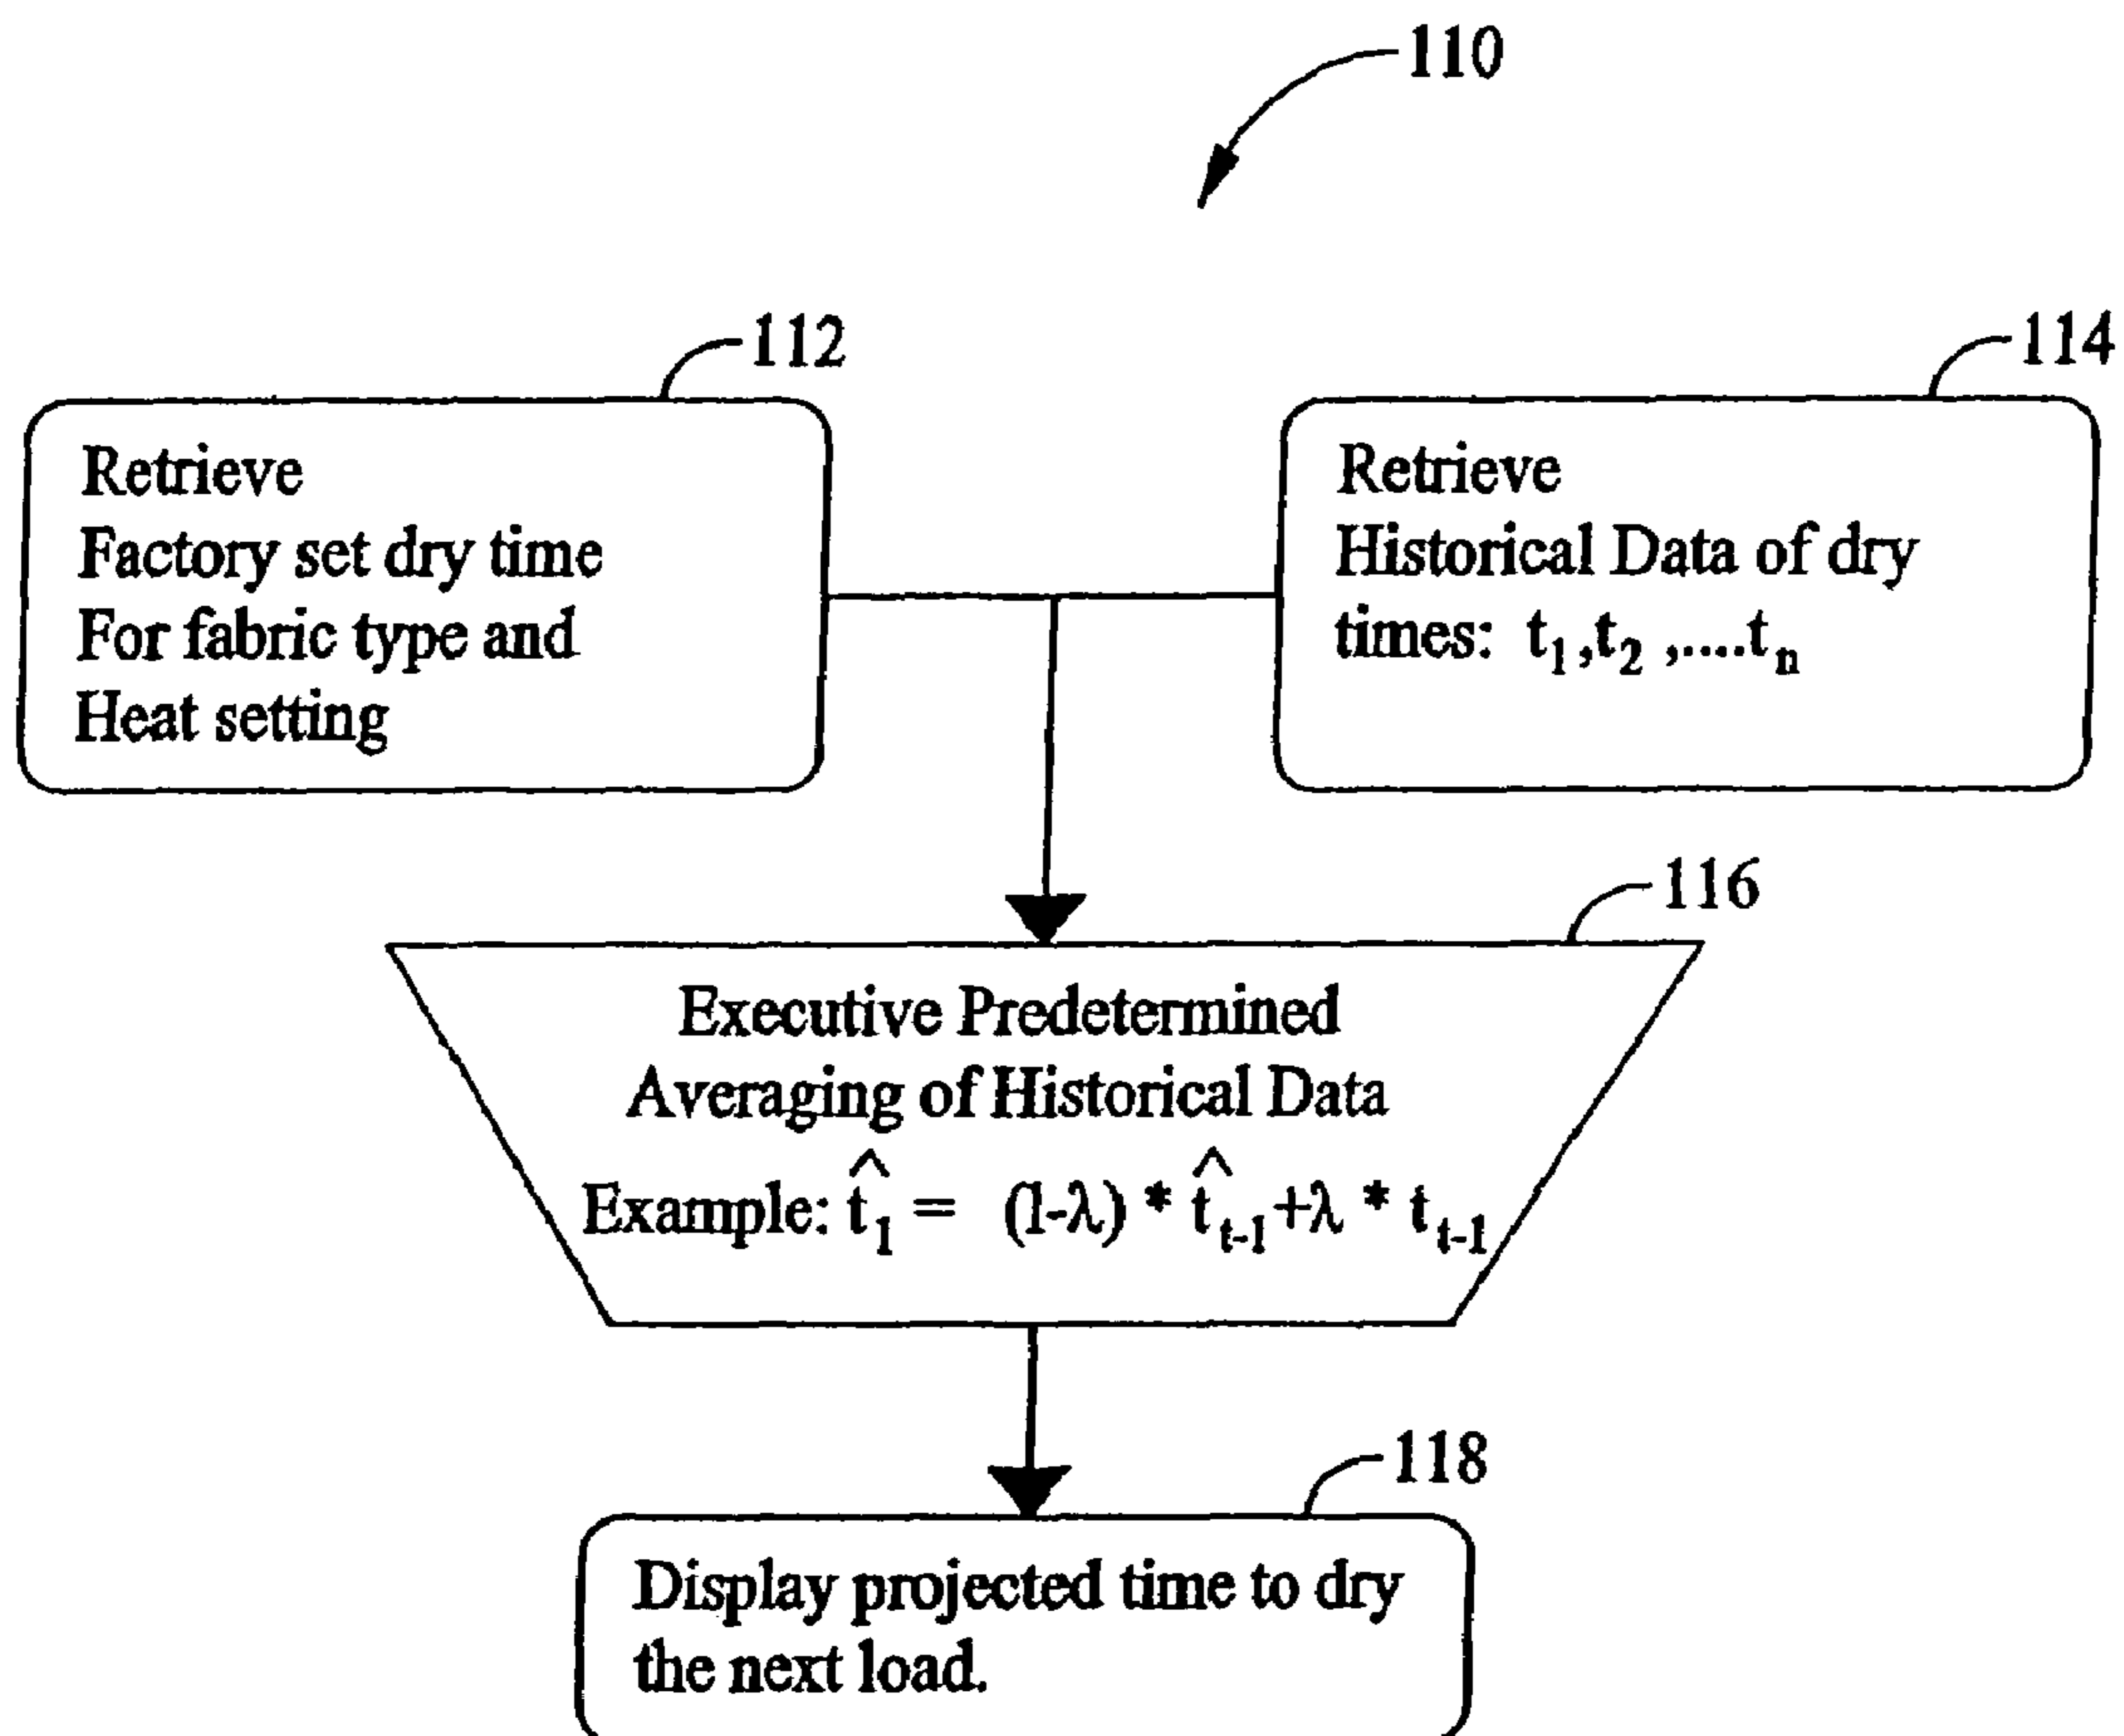 110
112
114
Retrieve
Factory set dry time
For fabric type and
Heat setting
Retrieve
Historical Data of dry
times: t₁,t₂ ,....tₙ
116
Executive Predetermined
Averaging of Historical Data
Example: t̂₁ = (1-λ) * t̂ₜ₋₁+λ * tₜ₋₁
118
Display projected time to dry
the next load.